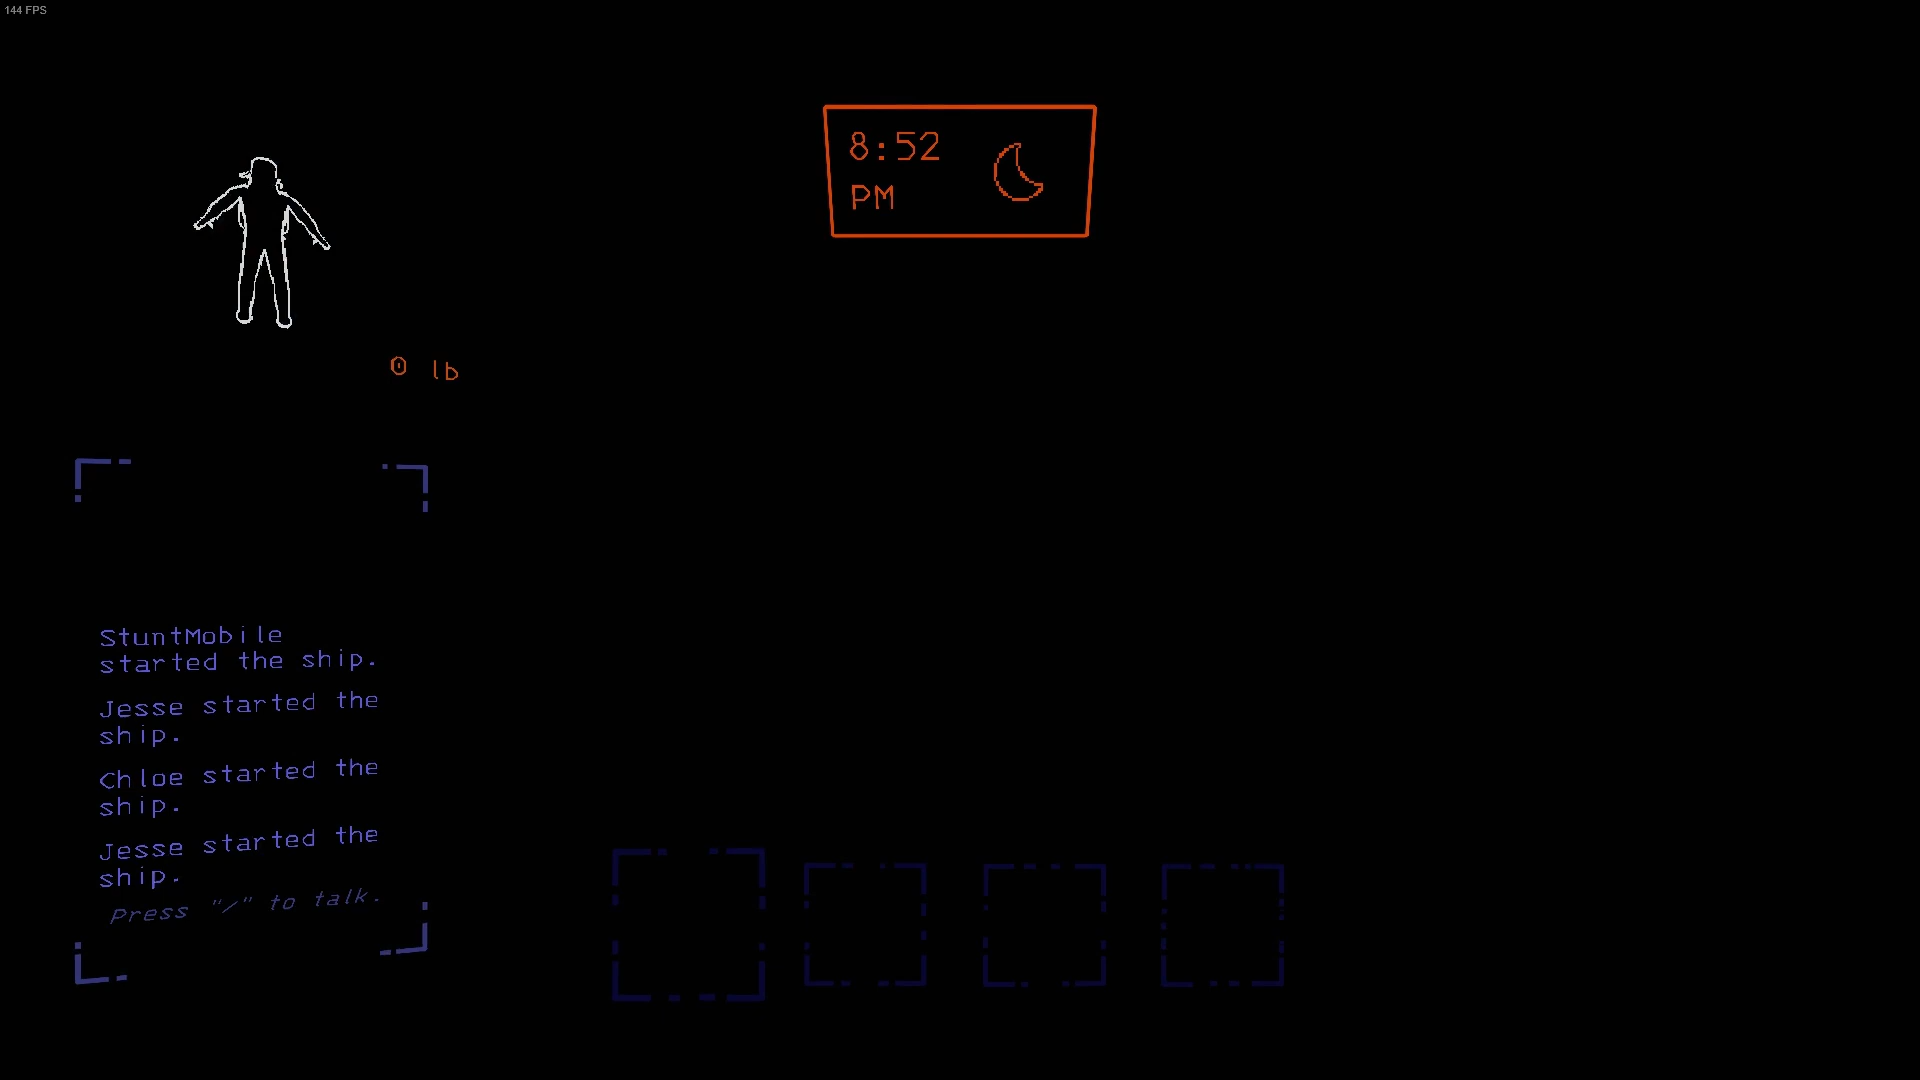 144 FPS
8:52
PM
0 lb
StuntMobile
started the ship.
Jesse started the
ship.
Chloe started the
ship.
Jesse started the
ship.
Press "/" to talk.